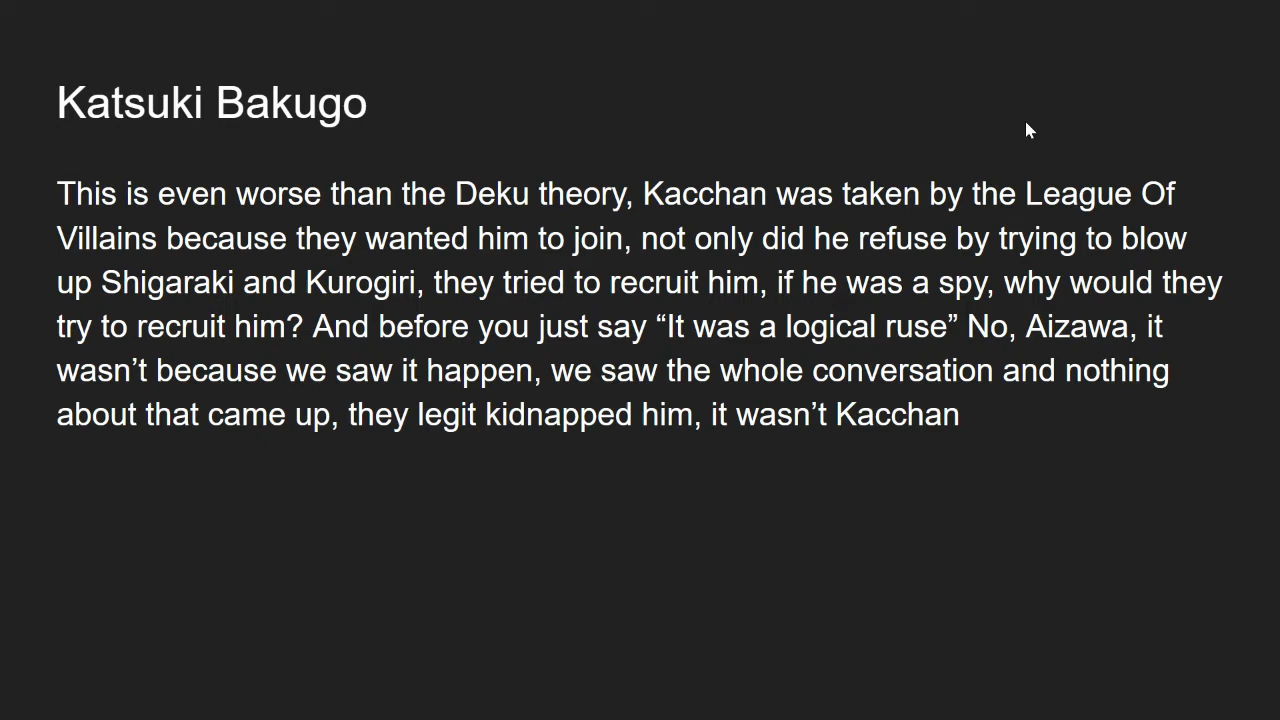 Katsuki Bakugo
This is even worse than the Deku theory, Kacchan was taken by the League Of
Villains because they wanted him to join, not only did he refuse by trying to blow
up Shigaraki and Kurogiri, they tried to recruit him, if he was a spy, why would they
try to recruit him? And before you just say “It was a logical ruse” No, Aizawa, it
wasn’t because we saw it happen, we saw the whole conversation and nothing
about that came up, they legit kidnapped him, it wasn’t Kacchan